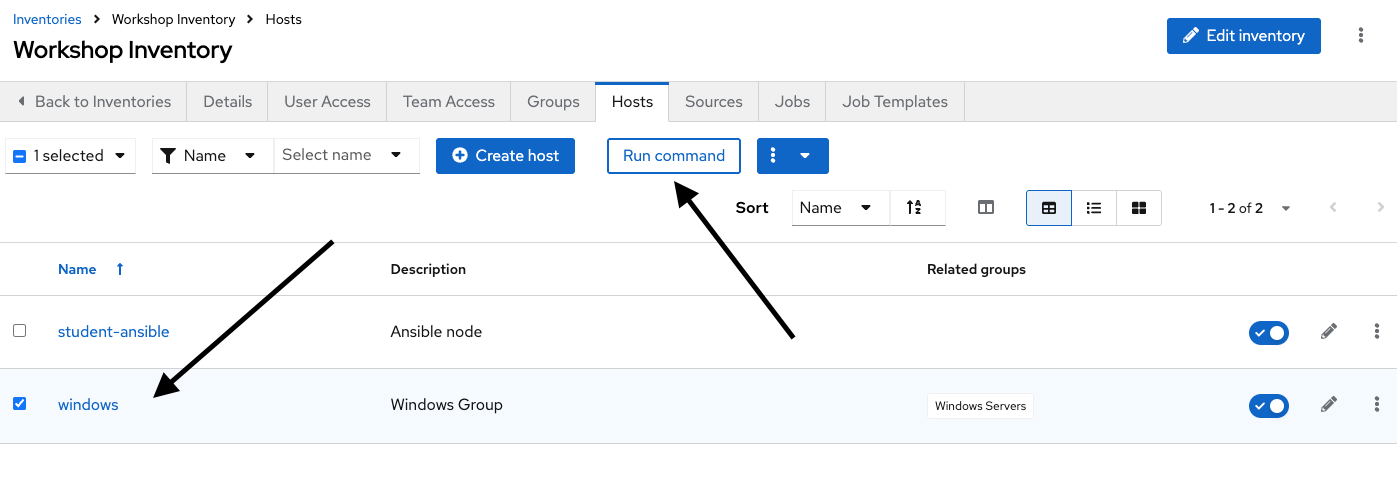 Inventories > Workshop Inventory > Hosts
Workshop Inventory
Edit inventory
Back to Inventories Details User Access Team Access Groups Hosts Sources Jobs Job Templates
1 selected Name Select name Create host Run command
Sort Name 1 - 2 of 2
Name Description Related groups
student-ansible Ansible node
windows Windows Group Windows Servers